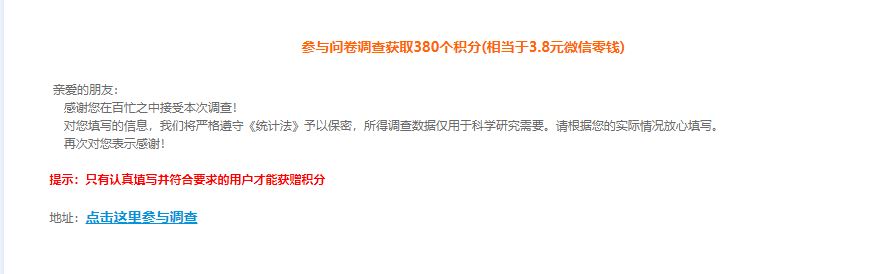 参与问卷调查获取380个积分(相当于3.8元微信零钱)
亲爱的朋友：
感谢您在百忙之中接受本次调查！
对您填写的信息，我们将严格遵守《统计法》予以保密，所得调查数据仅用于科学研究需要。请根据您的实际情况放心填写。
再次对您表示感谢！
提示：只有认真填写并符合要求的用户才能获赠积分
地址：点击这里参与调查